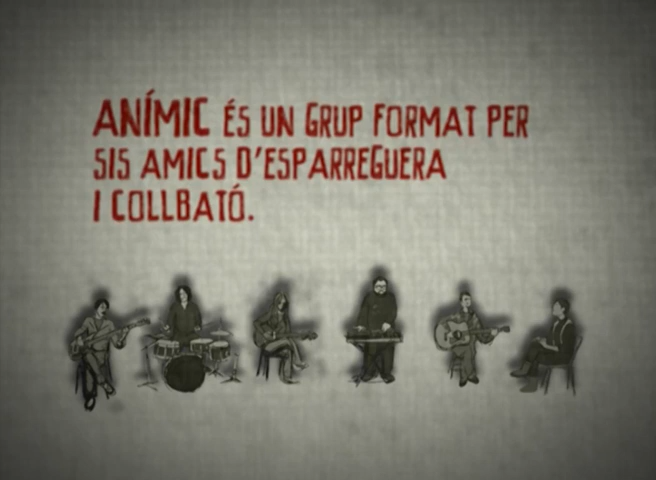 ANÍMIC ÉS UN GRUP FORMAT PER
SIS AMICS D'ESPARREGUERA
I COLLBATÓ.